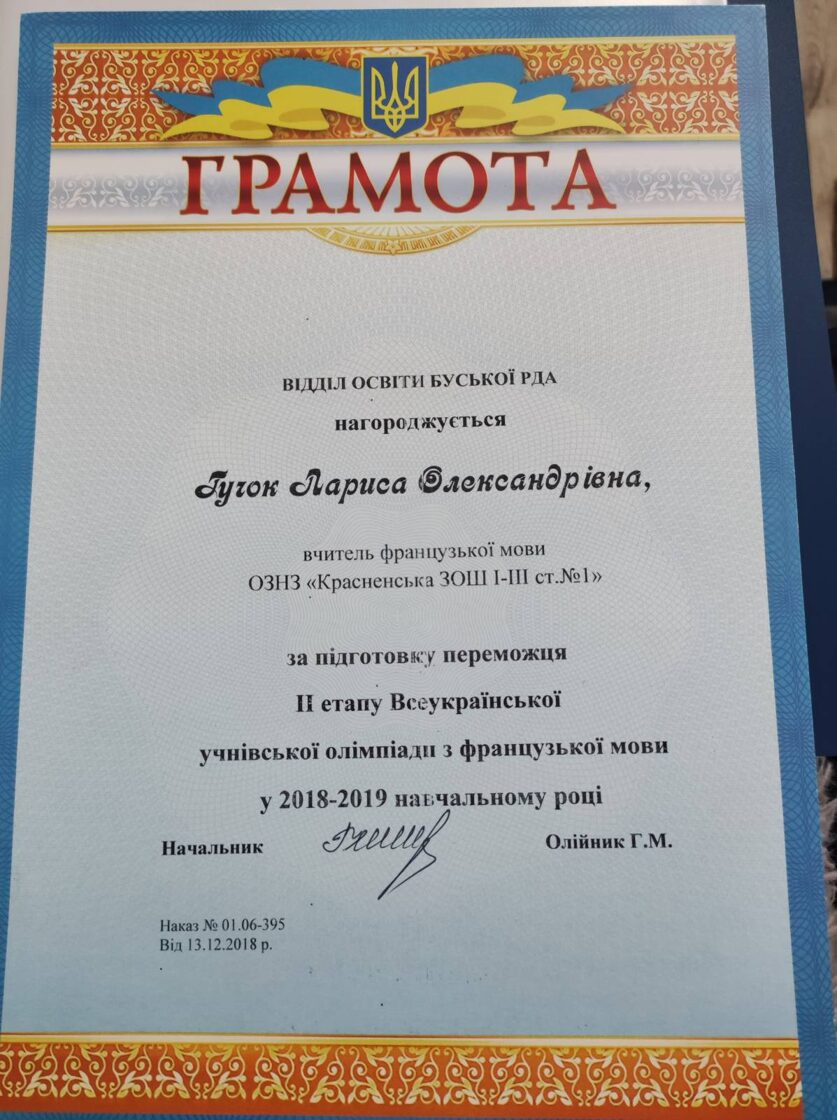 ГРАМОТА
ВІДДІЛ ОСВІТИ БУСЬКОЇ РДА
нагороджується
Гучок Лариса Олександрівна,
вчитель французької мови
ОЗНЗ «Красненська ЗОШ І-ІІІ ст.№1»
за підготовку переможця
ІІ етапу Всеукраїнської
учнівської олімпіади з французької мови
у 2018-2019 навчальному році
Начальник Олійник Г.М.
Наказ № 01.06-395
Від 13.12.2018 р.